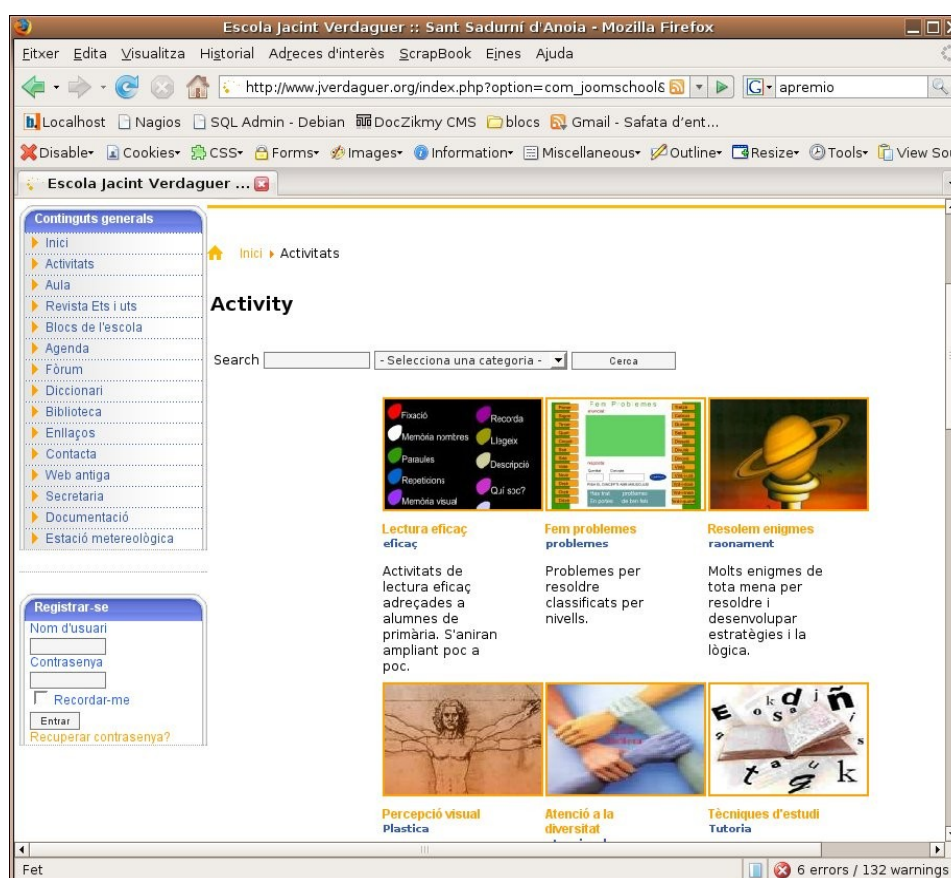 Escola Jacint Verdaguer :: Sant Sadurní d'Anoia - Mozilla Firefox
Fitxer Edita Visualitza Historial Adreces d'interès ScrapBook Eines Ajuda
http://www.jverdaguer.org/index.php?option=com_joomschool& G apremio
Localhost Nagios SQL Admin - Debian DocZikmy CMS blocs Gmail - Safata d'ent...
Disable Cookies CSS Forms Images Information Miscellaneous Outline Resize Tools View Sou
Escola Jacint Verdaguer ...
Continguts generals
Inici
Activitats
Aula
Revista Ets i uts
Blocs de l'escola
Agenda
Fòrum
Diccionari
Biblioteca
Enllaços
Contacta
Web antiga
Secretaria
Documentació
Estació metereològica
Registrar-se
Nom d'usuari
Contrasenya
Recordar-me
Entrar
Recuperar contrasenya?
Inici Activitats
Activity
Search - Selecciona una categoria - Cerca
Fixació
Memòria nombres
Paraules
Repeticions
Memòria visual
Recorda
Llegeix
Descripció
Qui soc?
Fem Problemes
Lectura eficaç
eficaç
Activitats de
lectura eficaç
adreçades a
alumnes de
primària. S'aniran
ampliant poc a
poc.
Fem problemes
problemes
Problemes per
resoldre
classificats per
nivells.
Resolem enigmes
raonament
Molts enigmes de
tota mena per
resoldre i
desenvolupar
estratègies i la
lògica.
Percepció visual
Plastica
Atenció a la
diversitat
Tècniques d'estudi
Tutoria
Fet
6 errors / 132 warnings